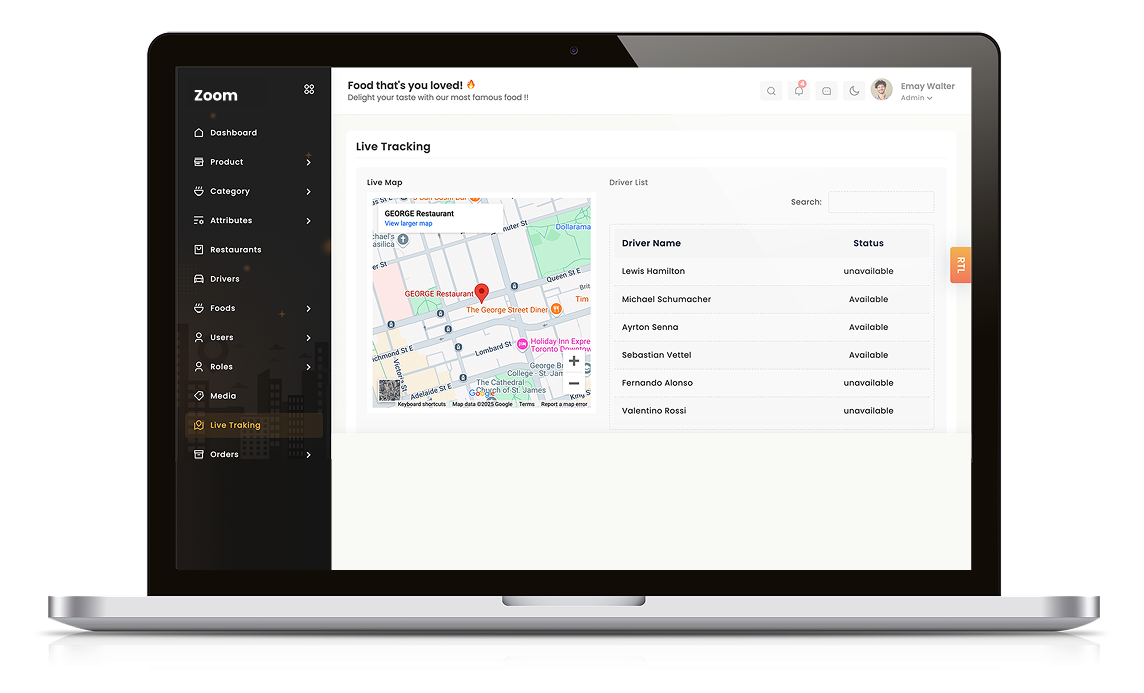 Zoom
Dashboard
Product
Category
Attributes
Restaurants
Drivers
Foods
Users
Roles
Media
Live Traking
Orders
Food that's you loved! 🔥
Delight your taste with our most famous food !!
4
Emay Walter
Admin
Live Tracking
Live Map
GEORGE Restaurant
View larger map
Dollarama
Queen St E
GEORGE Restaurant
The George Street Diner
Tim
Holiday Inn Expre
Toronto Downtow
Lombard St
George B
College - St. Jam
The Cathedral
Church of St. James
Adelaide St E
chmond St E
Victoria
King S
Google
Keyboard shortcuts
Map data ©2025 Google
Terms
Report a map error
Driver List
Search:
Driver Name Status
Lewis Hamilton unavailable
Michael Schumacher Available
Ayrton Senna Available
Sebastian Vettel Available
Fernando Alonso unavailable
Valentino Rossi unavailable
RTL